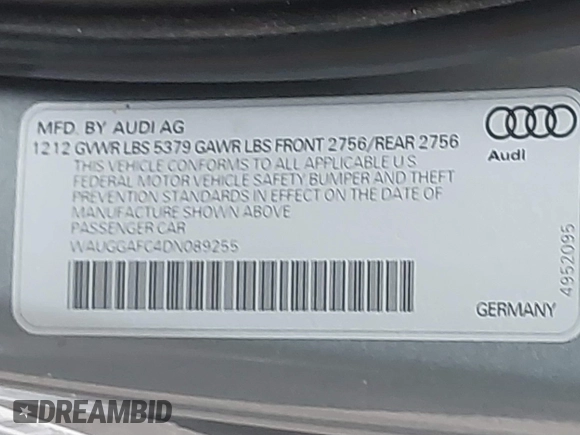 MFD. BY AUDI AG
1212 GVWR LBS 5379 GAWR LBS FRONT 2756/REAR 2756
THIS VEHICLE CONFORMS TO ALL APPLICABLE U S
FEDERAL MOTOR VEHICLE SAFETY BUMPER AND THEFT
PREVENTION STANDARDS IN EFFECT ON THE DATE OF
MANUFACTURE SHOWN ABOVE
PASSENGER CAR
WAUGGAFC4DN089255
Audi
4952095
GERMANY
DREAMBID